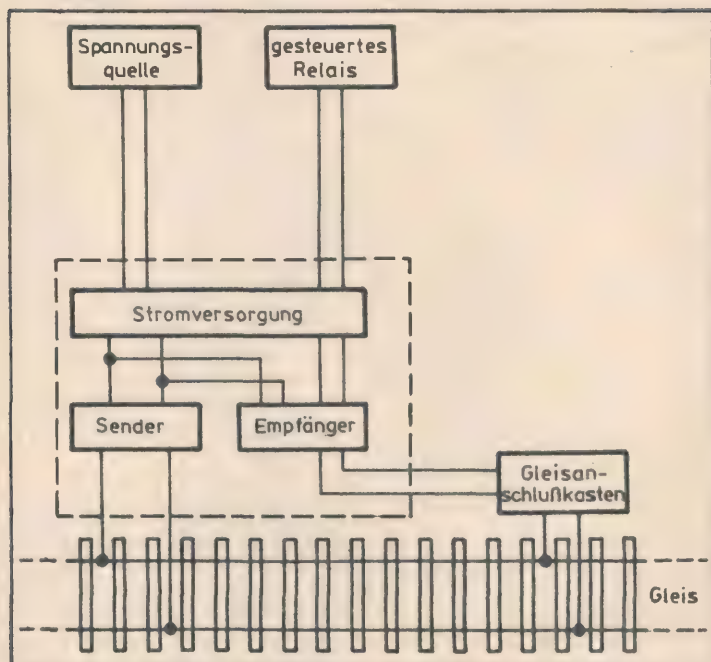 Spannungs-
quelle
gesteuertes
Relais
Stromversorgung
Sender
Empfänger
Gleisan-
schlußkasten
Gleis